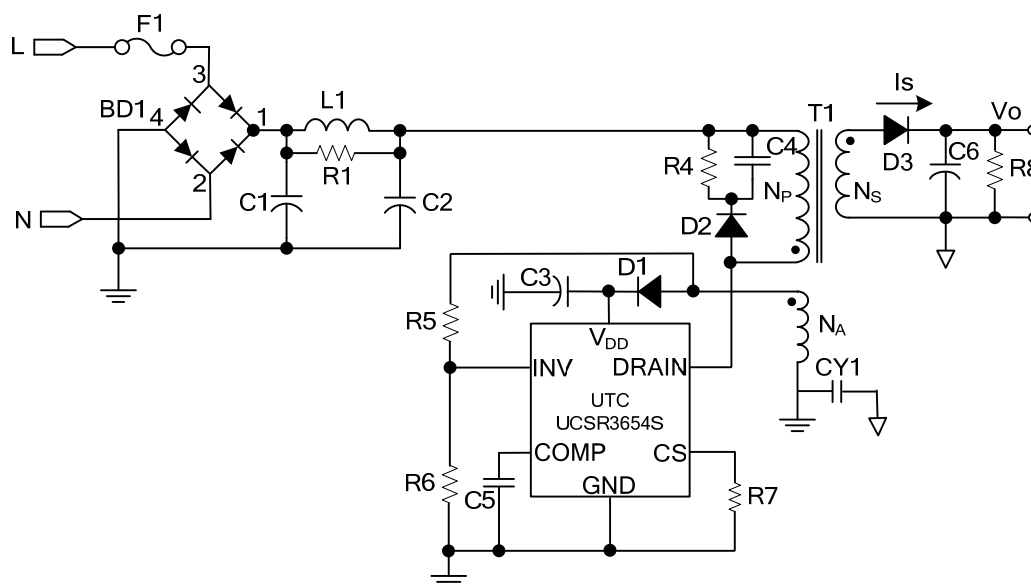 L
F1
3
BD1
4
1
2
N
L1
R1
C1
C2
R4
C4
D2
T1
NP
NS
Is
D3
Vo
C6
R8
C3
D1
R5
R6
VDD
INV
DRAIN
UTC
UCSR3654S
COMP
CS
GND
C5
R7
NA
CY1